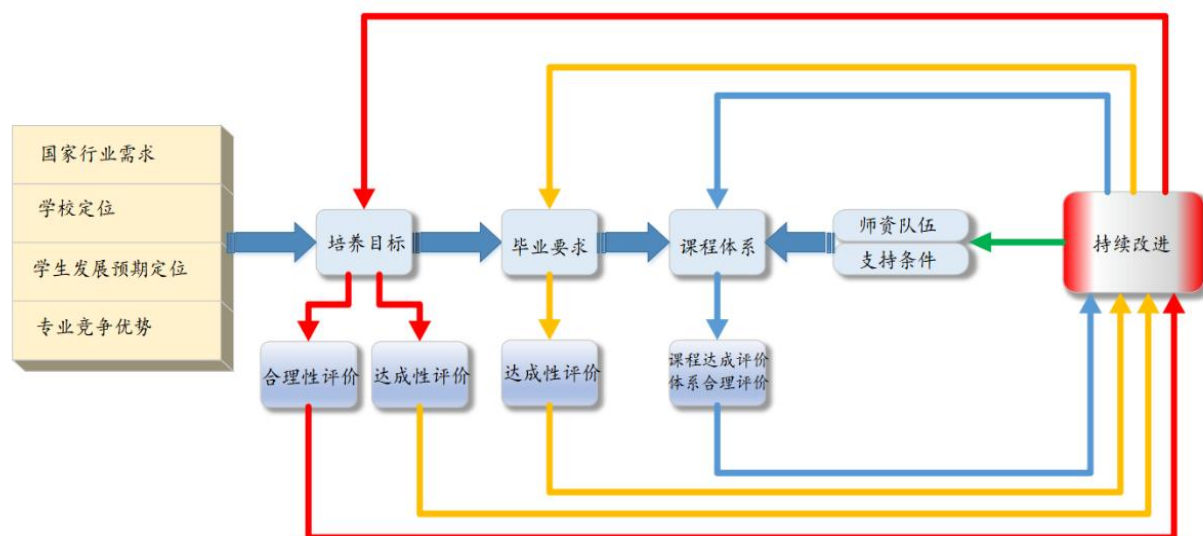 国家行业需求
学校定位
学生发展预期定位
专业竞争优势
培养目标
毕业要求
课程体系
师资队伍
支持条件
持续改进
合理性评价
达成性评价
达成性评价
课程达成评价
体系合理评价